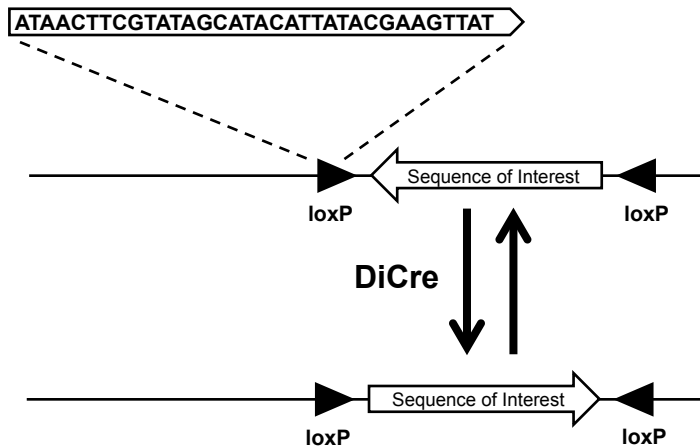 ATAACTTCGTATAGCATACATTATACGAAGTTAT
Sequence of Interest
loxP
loxP
DiCre
Sequence of Interest
loxP
loxP